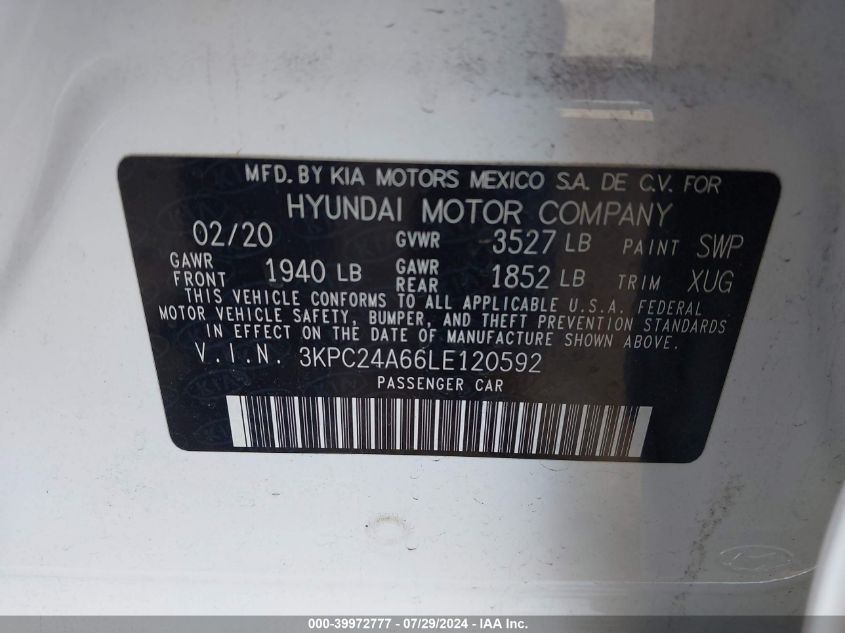 MFD. BY KIA MOTORS MEXICO S.A. DE C.V. FOR
HYUNDAI MOTOR COMPANY
02/20 GVWR 3527 LB PAINT SWP
GAWR FRONT 1940 LB GAWR REAR 1852 LB TRIM XUG
THIS VEHICLE CONFORMS TO ALL APPLICABLE U.S.A. FEDERAL
MOTOR VEHICLE SAFETY, BUMPER, AND THEFT PREVENTION STANDARDS
IN EFFECT ON THE DATE OF MANUFACTURE SHOWN ABOVE.
V.I.N. 3KPC24A66LE120592
PASSENGER CAR
000-39972777 - 07/29/2024 - IAA Inc.